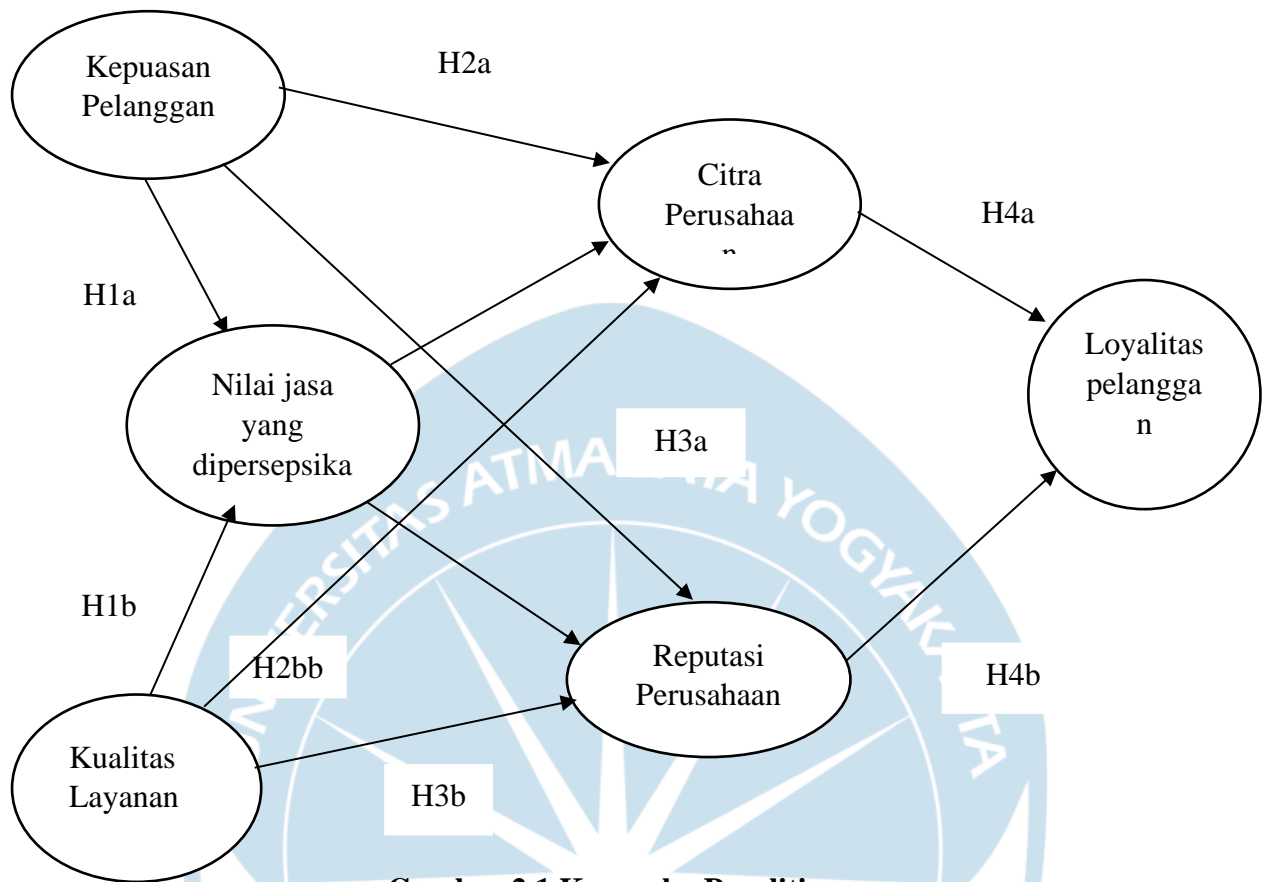 Kepuasan
Pelanggan
H2a
Citra
Perusahaa
n
H4a
H1a
Nilai jasa
yang
dipersepsika
Loyalitas
pelangga
n
H3a
H1b
H2bb
Reputasi
Perusahaan
H4b
Kualitas
Layanan
H3b